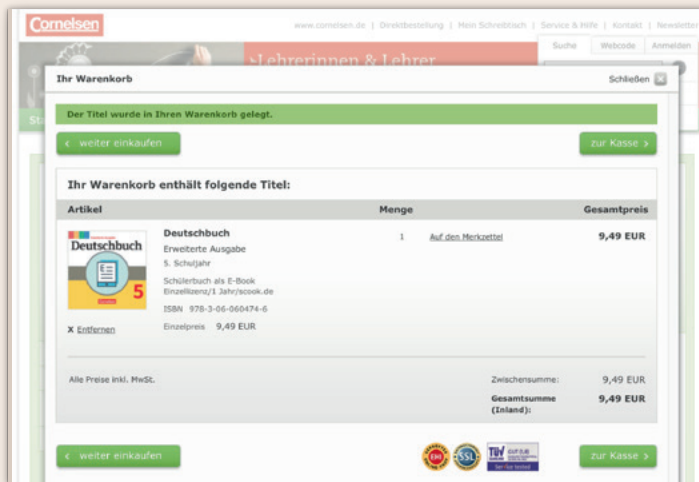 Cornelsen
www.cornelsen.de | Direktbestellung | Mein Schreibtisch | Service & Hilfe | Kontakt | Newsletter
Suche Webcode Anmelden
Lehrerinnen & Lehrer
Ihr Warenkorb Schließen
Der Titel wurde in Ihren Warenkorb gelegt.
weiter einkaufen zur Kasse
Ihr Warenkorb enthält folgende Titel:
Artikel Menge Gesamtpreis
Deutschbuch
5
Deutschbuch 1 Auf den Merkzettel 9,49 EUR
Erweiterte Ausgabe
5. Schuljahr
Schülerbuch als E-Book
Einzellizenz/1 Jahr/scook.de
ISBN 978-3-06-060474-6
X Entfernen Einzelpreis 9,49 EUR
Alle Preise inkl. MwSt. Zwischensumme: 9,49 EUR
Gesamtsumme 9,49 EUR
(Inland):
weiter einkaufen EHI SSL TÜV zur Kasse
Service tested